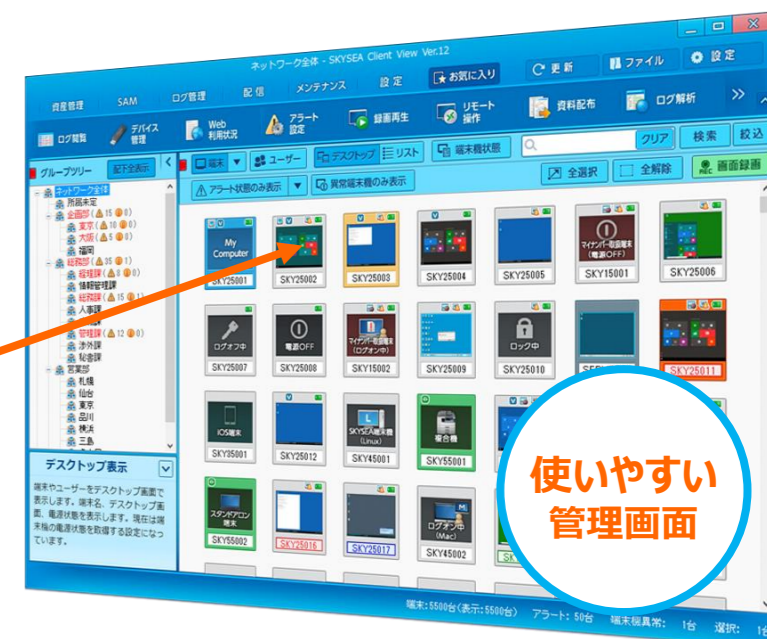 ネットワーク全体 - SKYSEA Client View Ver.12
資産管理
SAM
ログ管理
配信
メンテナンス
設定
お気に入り
更新
ファイル
設定
ログ閲覧
デバイス
管理
Web
利用状況
アラート
設定
録画再生
リモート
操作
資料配布
ログ解析
グループツリー
配下全表示
端末
ユーザー
デスクトップ
リスト
端末機状態
クリア
検索
絞込
アラート状態のみ表示
異常端末機のみ表示
全選択
全解除
REC
画面録画
ネットワーク全体
所属未定
企画部(15 0)
東京(10 0)
大阪(5 0)
福岡
総務部(35 1)
経理課(8 0)
情報管理課
総務課(15 1)
人事課
管理課(12 0)
渉外課
秘書課
営業部
札幌
仙台
東京
品川
横浜
三島
My
Computer
SKY25001
SKY25002
SKY25003
SKY25004
SKY25005
マイナンバー取扱端末
(電源OFF)
SKY15001
SKY25006
ログオフ中
SKY25007
電源OFF
SKY25008
マイナンバー取扱端末
(ログオン中)
SKY15002
SKY25009
ロック中
SKY25010
SKY25011
iOS端末
SKY35001
SKY25012
SKYSEA端末機
(Linux)
SKY45001
複合機
SKY55001
スタンドアロン
端末
SKY55002
SKY25016
SKY25017
ログオン中
(Mac)
SKY45002
デスクトップ表示
端末やユーザーをデスクトップ画面で
表示します。端末名、デスクトップ画
面、電源状態を表示します。現在は端
末機の電源状態を取得する設定になっ
ています。
使いやすい
管理画面
端末:5500台(表示:5500台)
アラート: 50台
端末機異常: 1台
選択: 1台